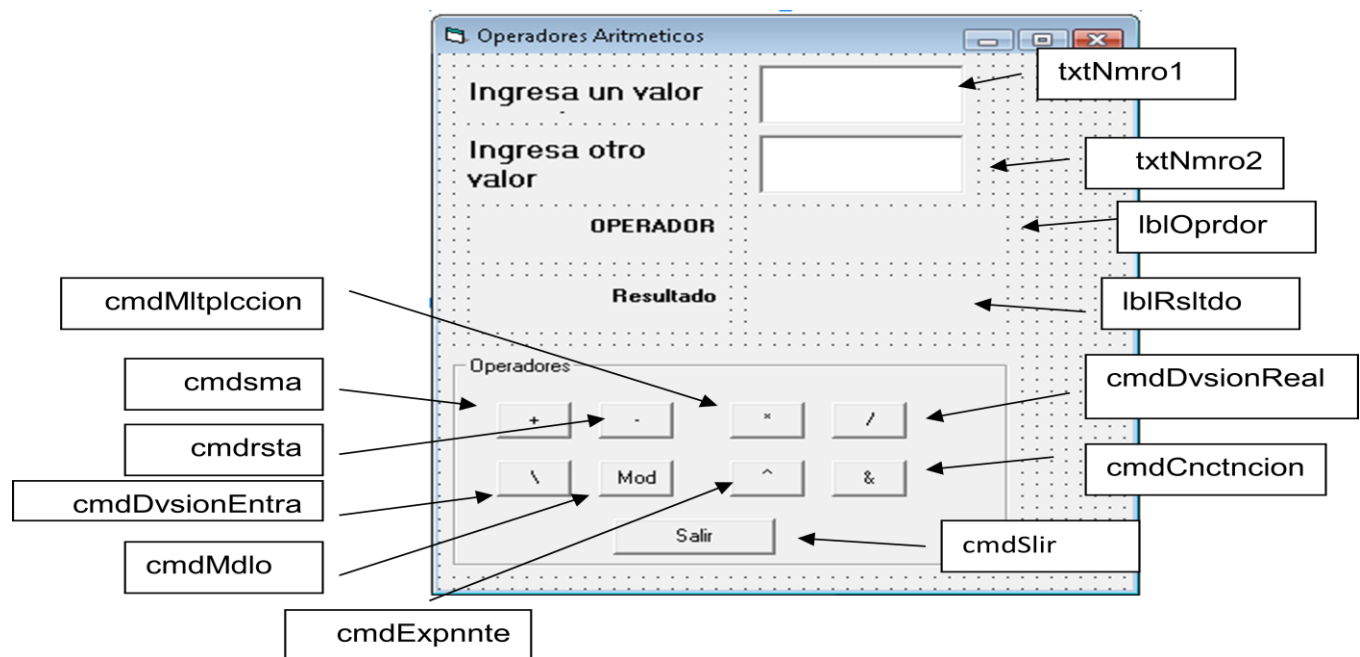 Operadores Aritmeticos
txtNmro1
Ingresa un valor
Ingresa otro
valor
txtNmro2
OPERADOR
lblOprdor
cmdMltplccion
Resultado
lblRsltdo
Operadores
cmdsma
cmdDvsionReal
+
-
*
/
cmdrsta
cmdCnctncion
\
Mod
^
&
cmdDvsionEntra
Salir
cmdSlir
cmdMdlo
cmdExpnnte